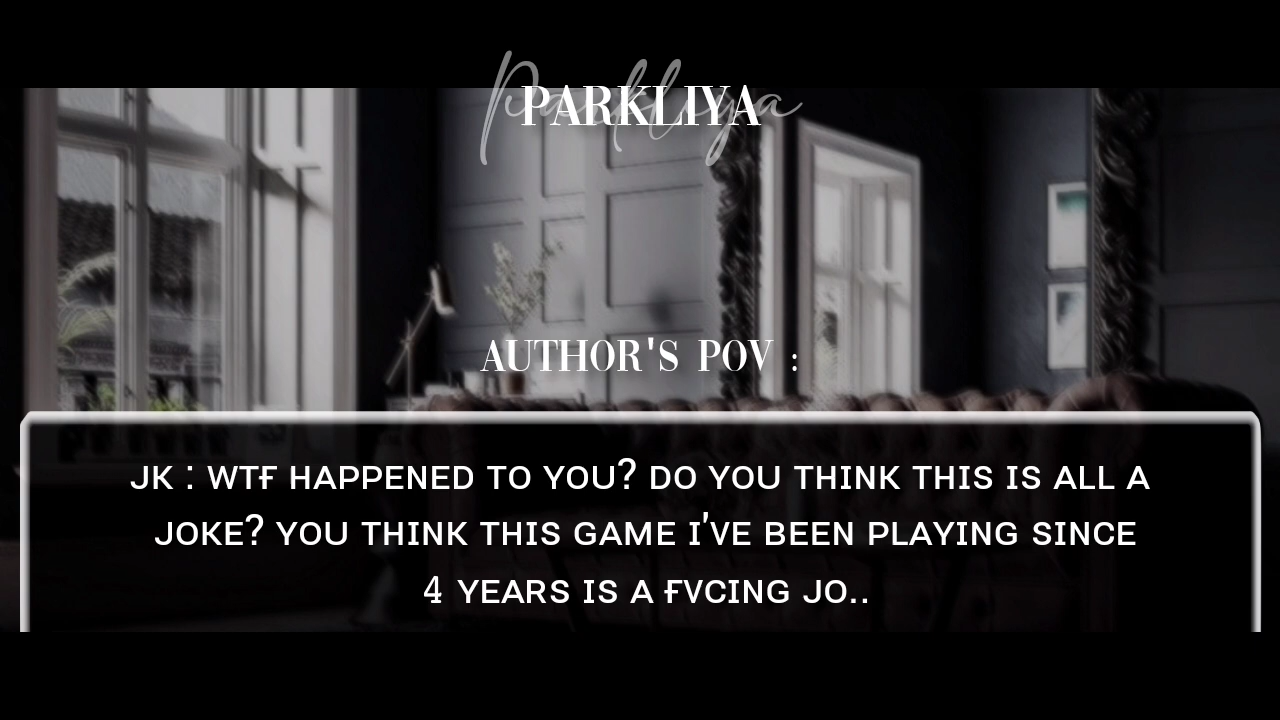 Parkliya
PARKLIYA
AUTHOR'S POV :
JK : WTF HAPPENED TO YOU? DO YOU THINK THIS IS ALL A
JOKE? YOU THINK THIS GAME I'VE BEEN PLAYING SINCE
4 YEARS IS A FVCING JO..